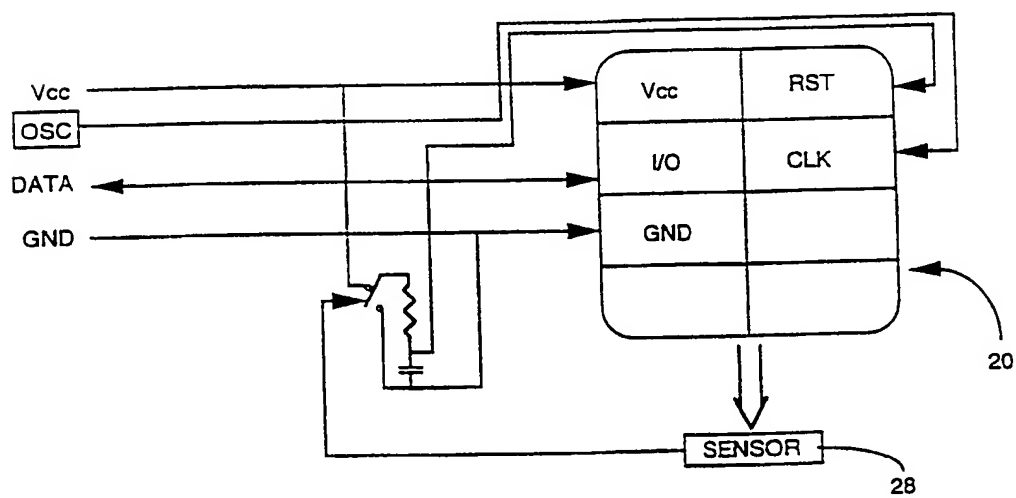 Vcc
OSC
DATA
GND
Vcc
RST
I/O
CLK
GND
20
SENSOR
28